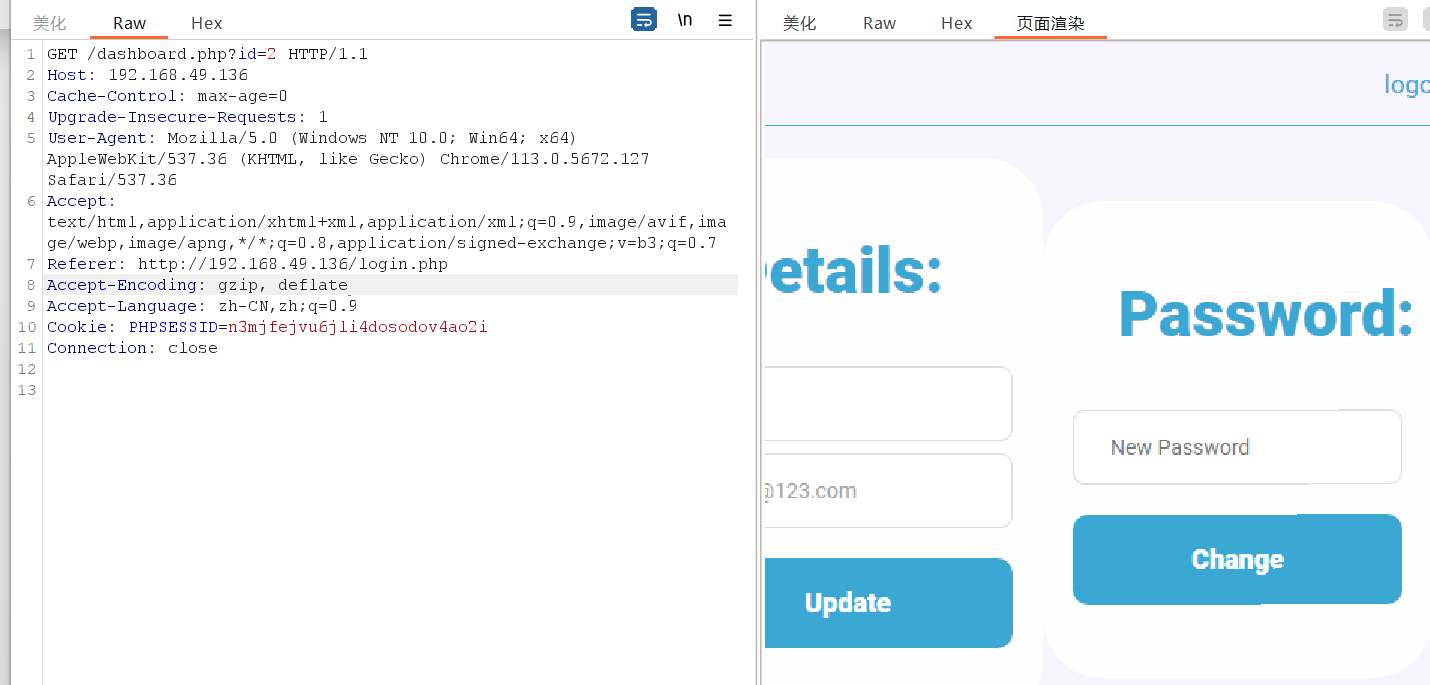 美化 Raw Hex \n
1 GET /dashboard.php?id=2 HTTP/1.1
2 Host: 192.168.49.136
3 Cache-Control: max-age=0
4 Upgrade-Insecure-Requests: 1
5 User-Agent: Mozilla/5.0 (Windows NT 10.0; Win64; x64)
AppleWebKit/537.36 (KHTML, like Gecko) Chrome/113.0.5672.127
Safari/537.36
6 Accept:
text/html,application/xhtml+xml,application/xml;q=0.9,image/avif,ima
ge/webp,image/apng,*/*;q=0.8,application/signed-exchange;v=b3;q=0.7
7 Referer: http://192.168.49.136/login.php
8 Accept-Encoding: gzip, deflate
9 Accept-Language: zh-CN,zh;q=0.9
10 Cookie: PHPSESSID=n3mjfejvu6jli4dosodov4ao2i
11 Connection: close
12
13
美化 Raw Hex 页面渲染
logo
etails:
@123.com
Update
Password:
New Password
Change